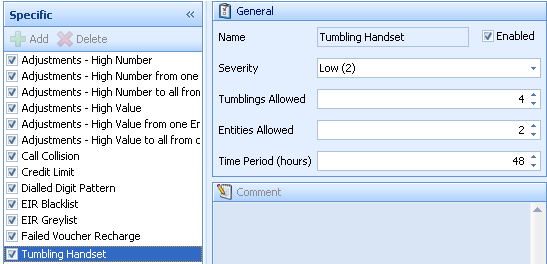 Specific
Add Delete
Adjustments - High Number
Adjustments - High Number from one
Adjustments - High Number to all from
Adjustments - High Value
Adjustments - High Value from one Er
Adjustments - High Value to all from c
Call Collision
Credit Limit
Dialled Digit Pattern
EIR Blacklist
EIR Greylist
Failed Voucher Recharge
Tumbling Handset
General
Name Tumbling Handset Enabled
Severity Low (2)
Tumblings Allowed 4
Entities Allowed 2
Time Period (hours) 48
Comment